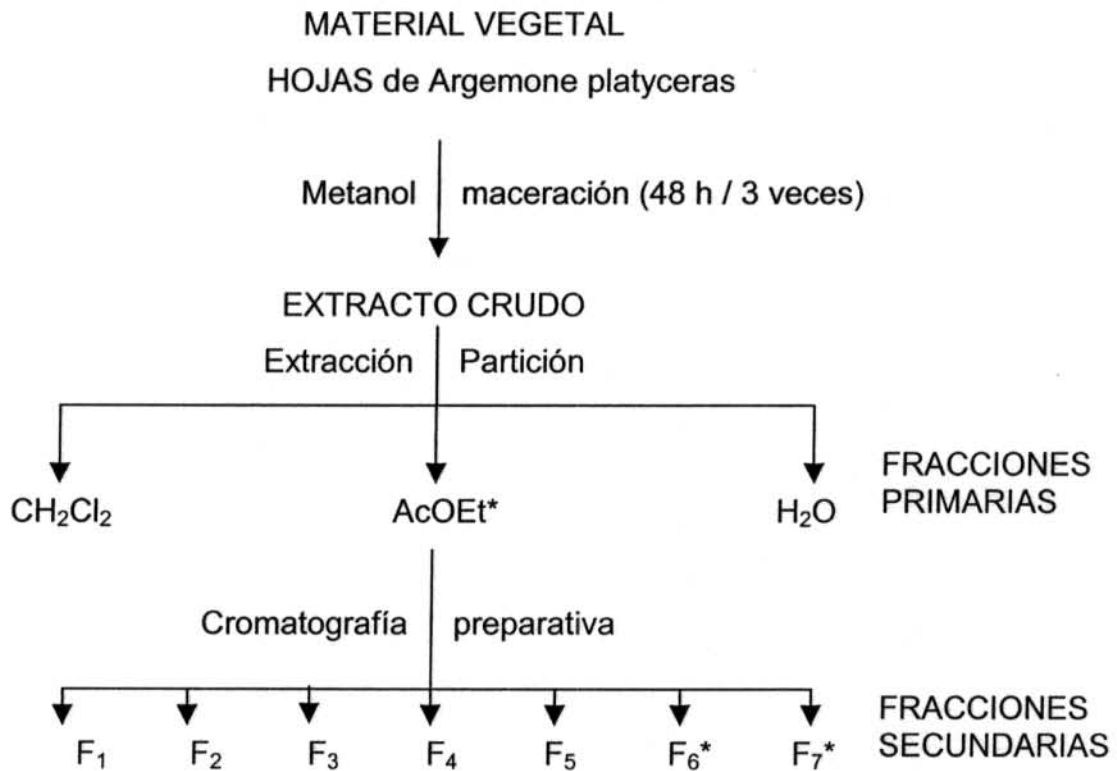 MATERIAL VEGETAL
HOJAS de Argemone platyceras
Metanol maceración (48 h / 3 veces)
EXTRACTO CRUDO
Extracción Partición
FRACCIONES
PRIMARIAS
CH₂Cl₂ AcOEt* H₂O
Cromatografía preparativa
FRACCIONES
SECUNDARIAS
F₁ F₂ F₃ F₄ F₅ F₆* F₇*